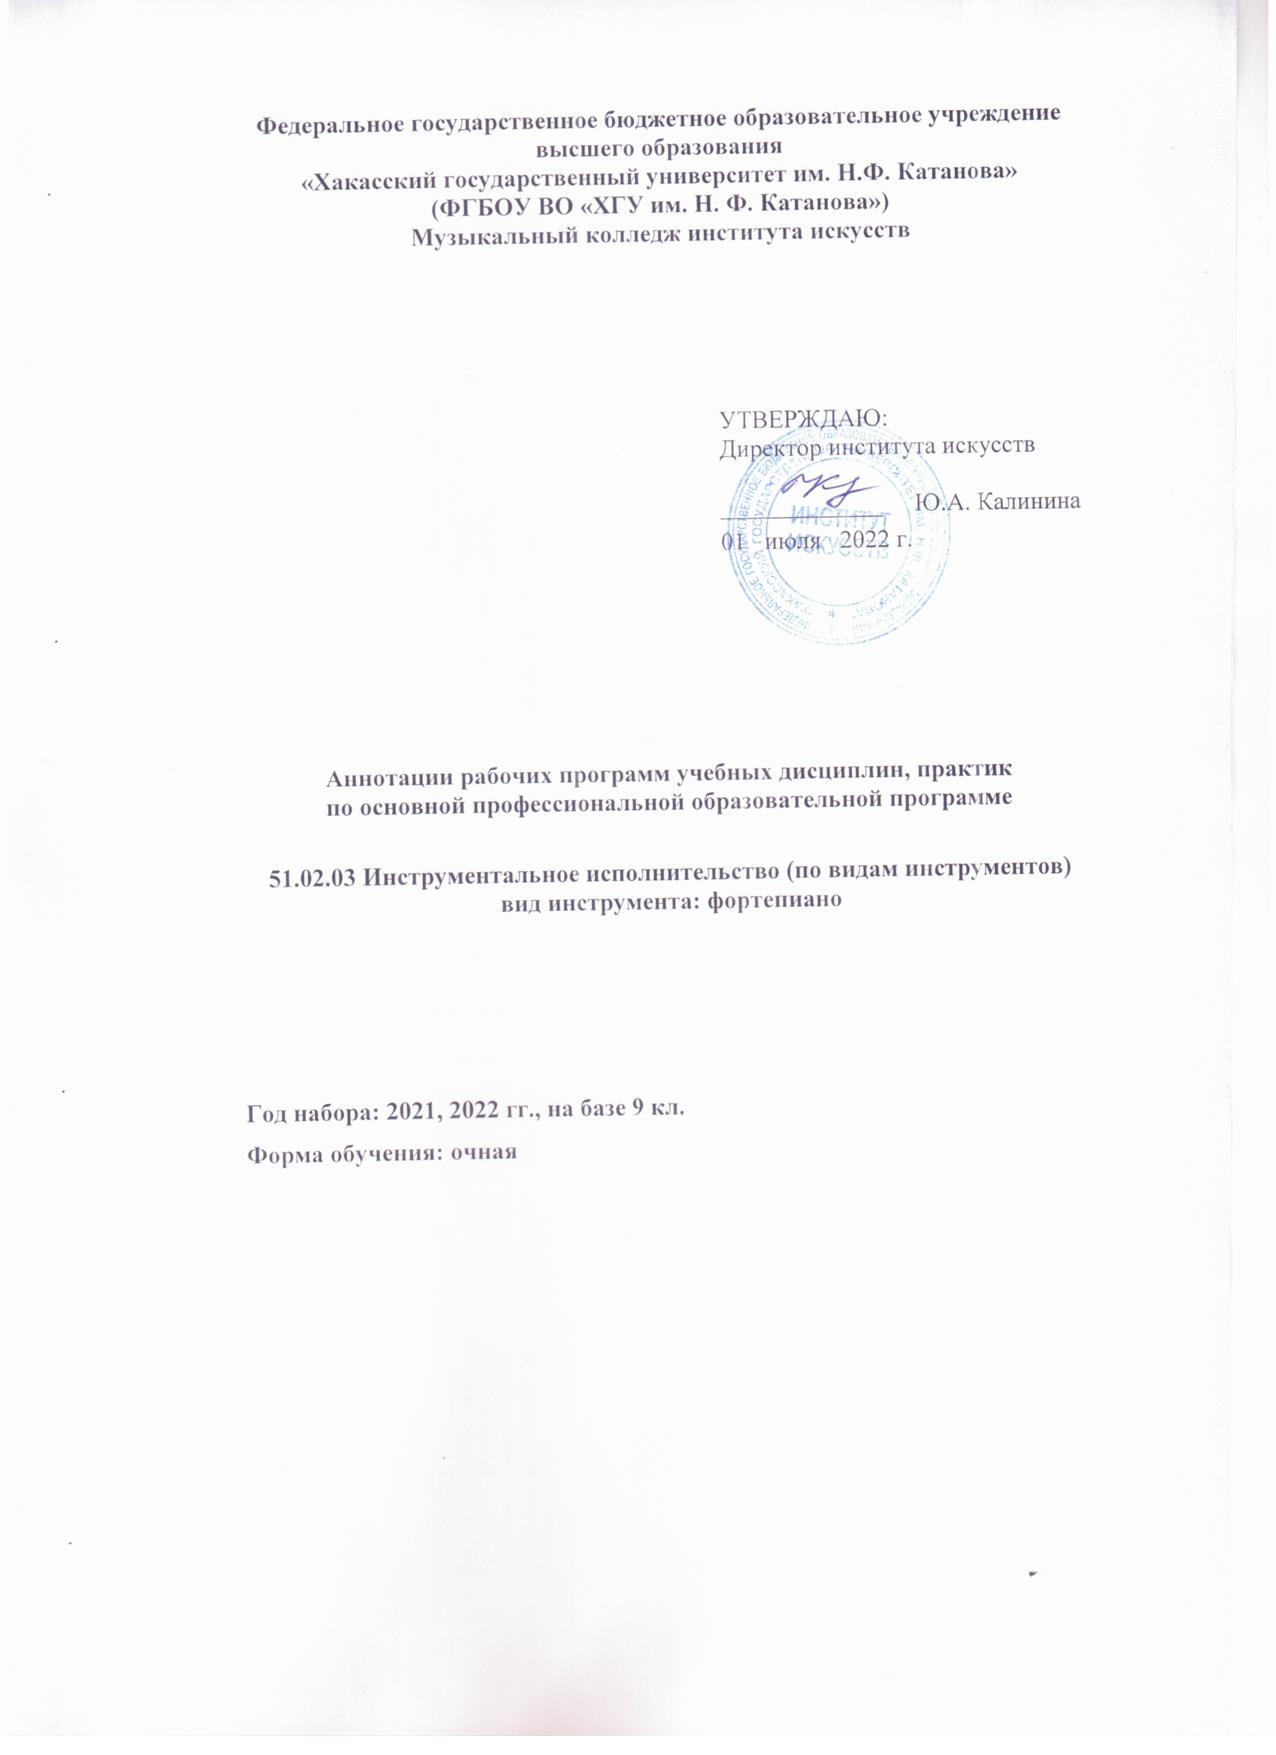 Федеральное государственное бюджетное образовательное учреждение
высшего образования
«Хакасский государственный университет им. Н.Ф. Катанова»
(ФГБОУ ВО «ХГУ им. Н. Ф. Катанова»)
Музыкальный колледж института искусств
УТВЕРЖДАЮ:
Директор института искусств
Ю.А. Калинина
01 июля 2022 г.
ИНСТИТУТ
ИСКУССТВ
Аннотации рабочих программ учебных дисциплин, практик
по основной профессиональной образовательной программе
51.02.03 Инструментальное исполнительство (по видам инструментов)
вид инструмента: фортепиано
Год набора: 2021, 2022 гг., на базе 9 кл.
Форма обучения: очная